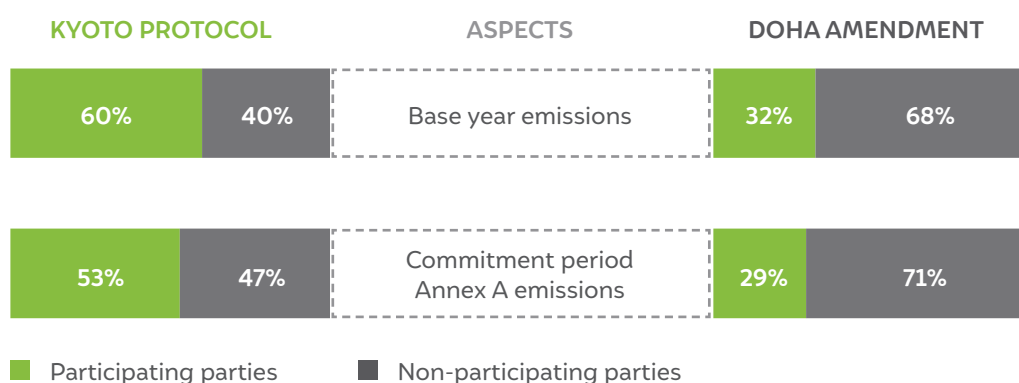 KYOTO PROTOCOL ASPECTS DOHA AMENDMENT
60% 40% Base year emissions 32% 68%
53% 47% Commitment period Annex A emissions 29% 71%
Participating parties Non-participating parties